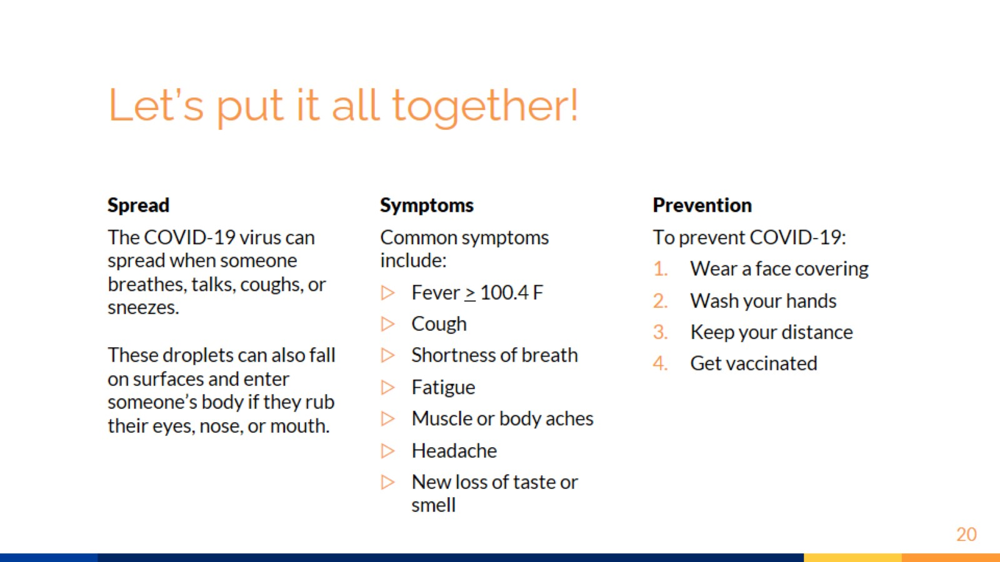 Let's put it all together!
Spread
The COVID-19 virus can
spread when someone
breathes, talks, coughs, or
sneezes.
These droplets can also fall
on surfaces and enter
someone's body if they rub
their eyes, nose, or mouth.
Symptoms
Common symptoms
include:
▷ Fever ≥ 100.4 F
▷ Cough
▷ Shortness of breath
▷ Fatigue
▷ Muscle or body aches
▷ Headache
▷ New loss of taste or
smell
Prevention
To prevent COVID-19:
1. Wear a face covering
2. Wash your hands
3. Keep your distance
4. Get vaccinated
20